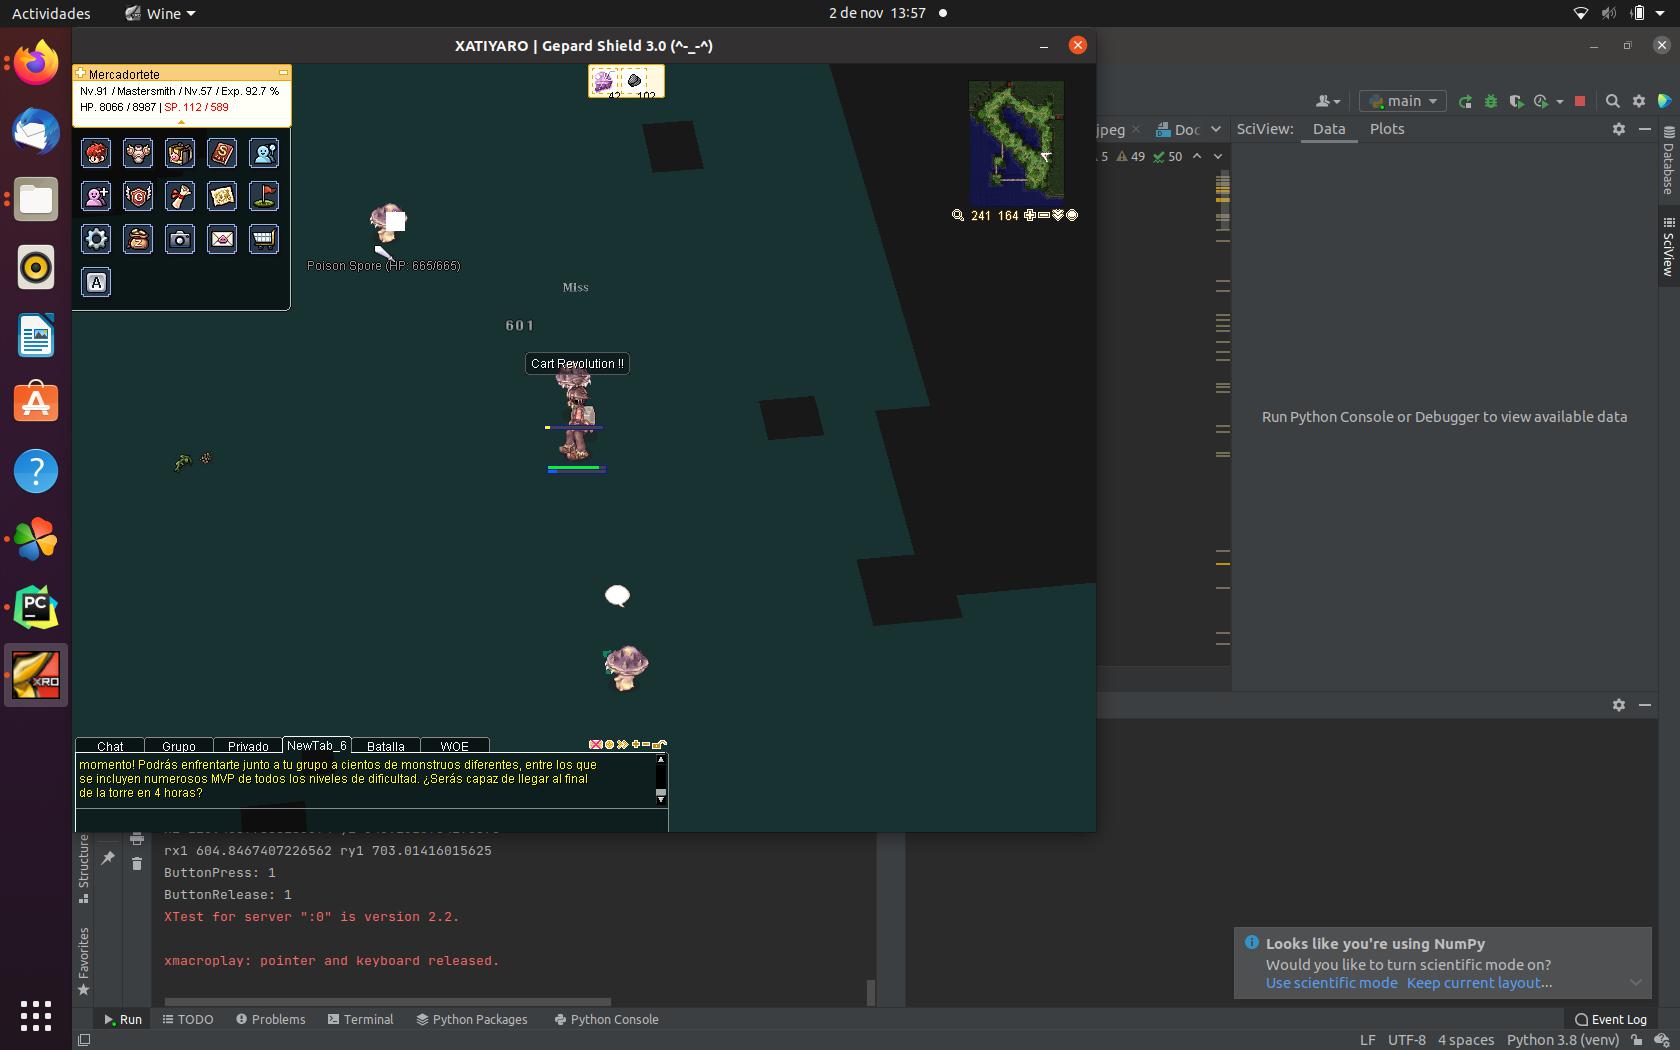 Actividades
Wine
2 de nov 13:57
XATIYARO | Gepard Shield 3.0 (^-_-^)
Mercadortete
Nv.91 / Mastersmith / Nv.57 / Exp. 92.7 %
HP. 8066 / 8987 | SP. 112 / 589
42
102
241 164
Poison Spore (HP: 665/665)
Miss
601
Cart Revolution !!
Chat
Grupo
Privado
NewTab_6
Batalla
WOE
momento! Podrás enfrentarte junto a tu grupo a cientos de monstruos diferentes, entre los que
se incluyen numerosos MVP de todos los niveles de dificultad. ¿Serás capaz de llegar al final
de la torre en 4 horas?
main
jpeg
Doc
5
49
50
SciView:
Data
Plots
Database
SciView
Run Python Console or Debugger to view available data
rx1 604.8467407226562 ry1 703.01416015625
ButtonPress: 1
ButtonRelease: 1
XTest for server ":0" is version 2.2.
xmacroplay: pointer and keyboard released.
Structure
Favorites
Looks like you're using NumPy
Would you like to turn scientific mode on?
Use scientific mode
Keep current layout...
Run
TODO
Problems
Terminal
Python Packages
Python Console
Event Log
LF
UTF-8
4 spaces
Python 3.8 (venv)
PC
XRO
A